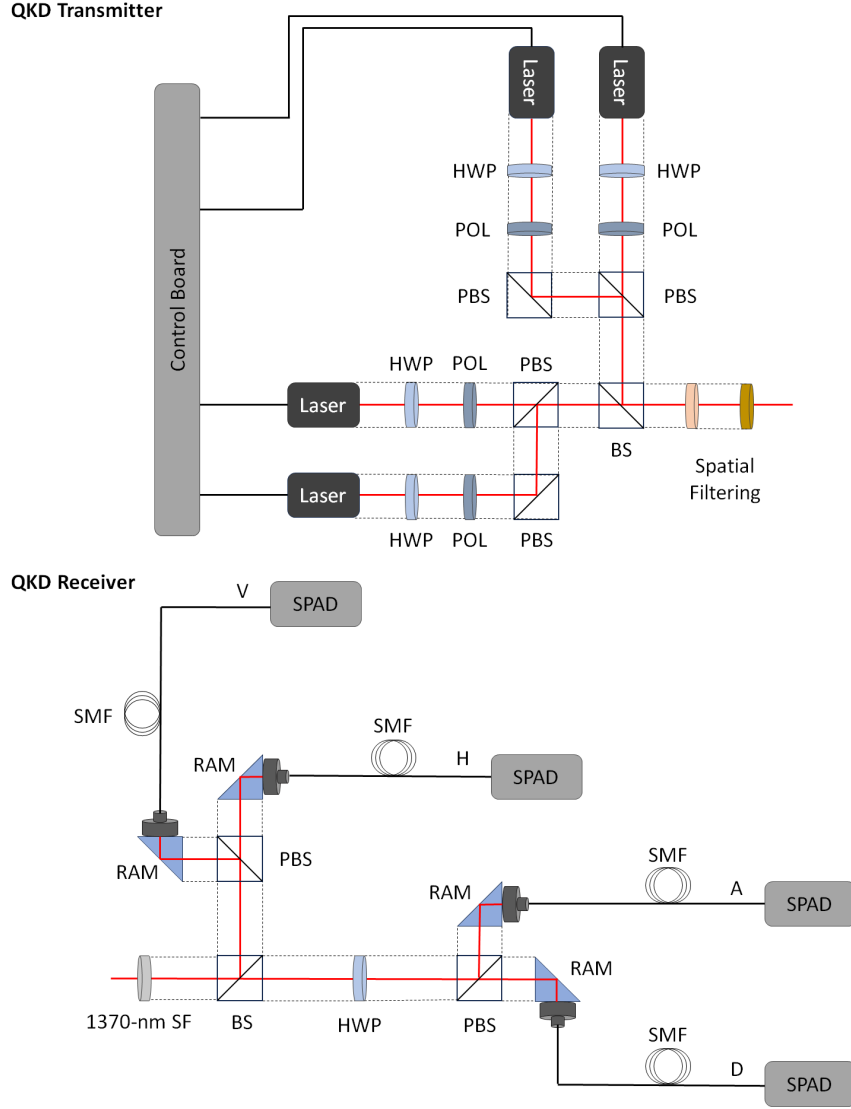 QKD Transmitter
Laser
Laser
HWP
HWP
POL
POL
PBS
PBS
Control Board
HWP
POL
PBS
Laser
BS
Spatial
Filtering
Laser
HWP
POL
PBS
QKD Receiver
V
SPAD
SMF
SMF
RAM
H
SPAD
PBS
RAM
SMF
RAM
A
SPAD
RAM
1370-nm SF
BS
HWP
PBS
SMF
D
SPAD